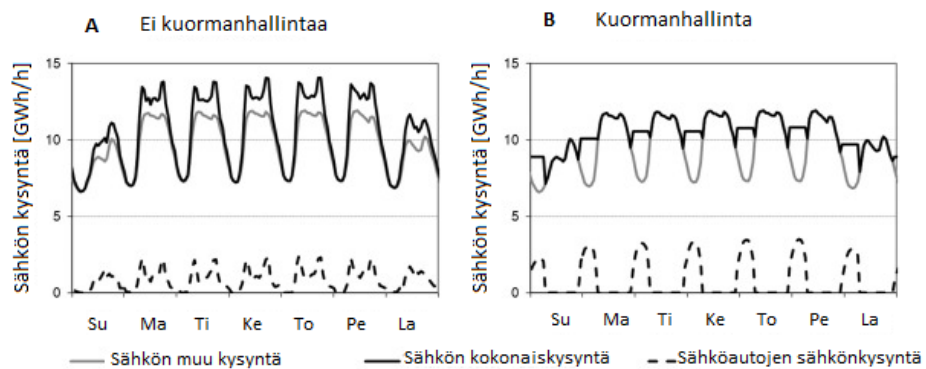 A Ei kuormanhallintaa
Sähkön kysyntä [GWh/h]
15
10
5
0
Su Ma Ti Ke To Pe La
B Kuormanhallinta
Sähkön kysyntä [GWh/h]
15
10
5
0
Su Ma Ti Ke To Pe La
Sähkön muu kysyntä
Sähkön kokonaiskysyntä
Sähköautojen sähkönkysyntä